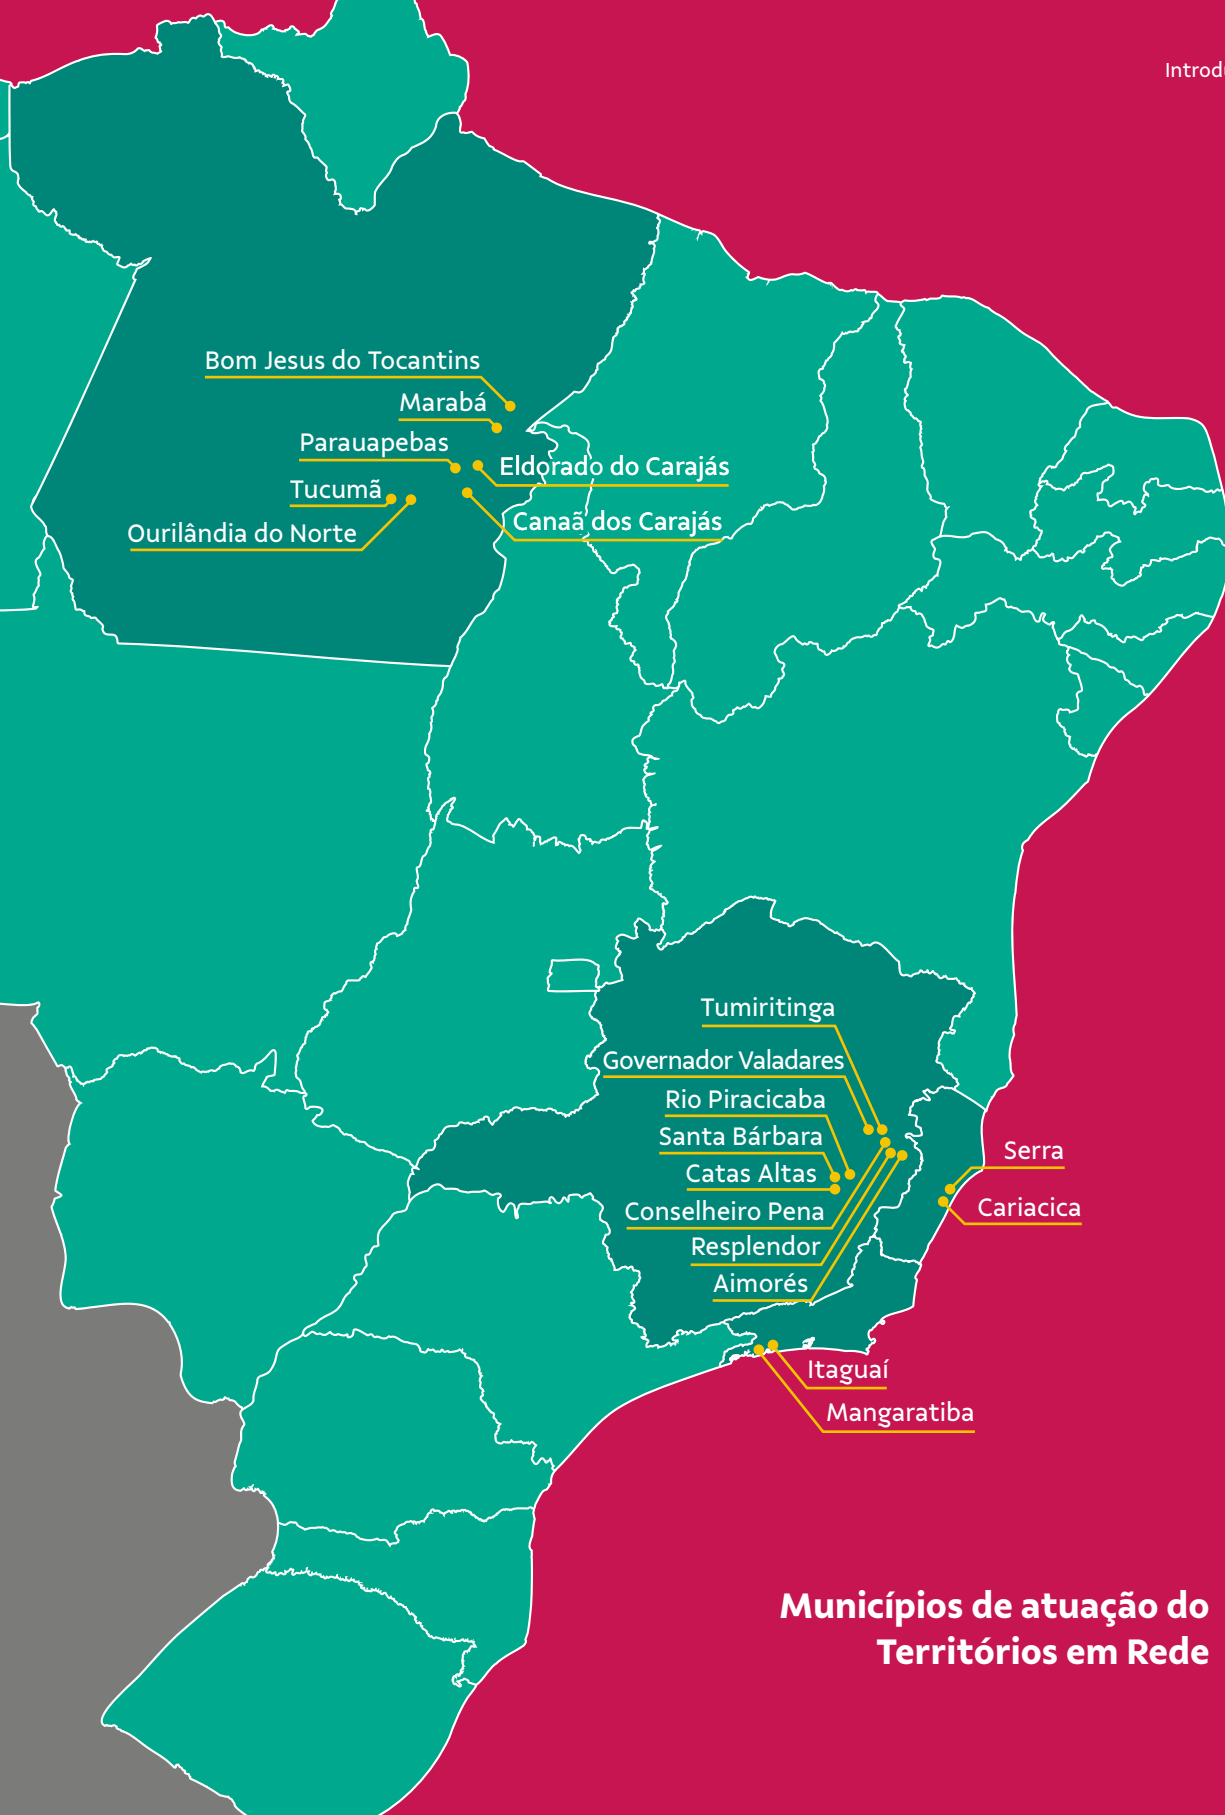 Introd
Bom Jesus do Tocantins
Marabá
Parauapebas
Eldorado do Carajás
Tucumã
Canaã dos Carajás
Ourilândia do Norte
Tumiritinga
Governador Valadares
Rio Piracicaba
Santa Bárbara
Serra
Catas Altas
Cariacica
Conselheiro Pena
Resplendor
Aimorés
Itaguaí
Mangaratiba
Municípios de atuação do
Territórios em Rede